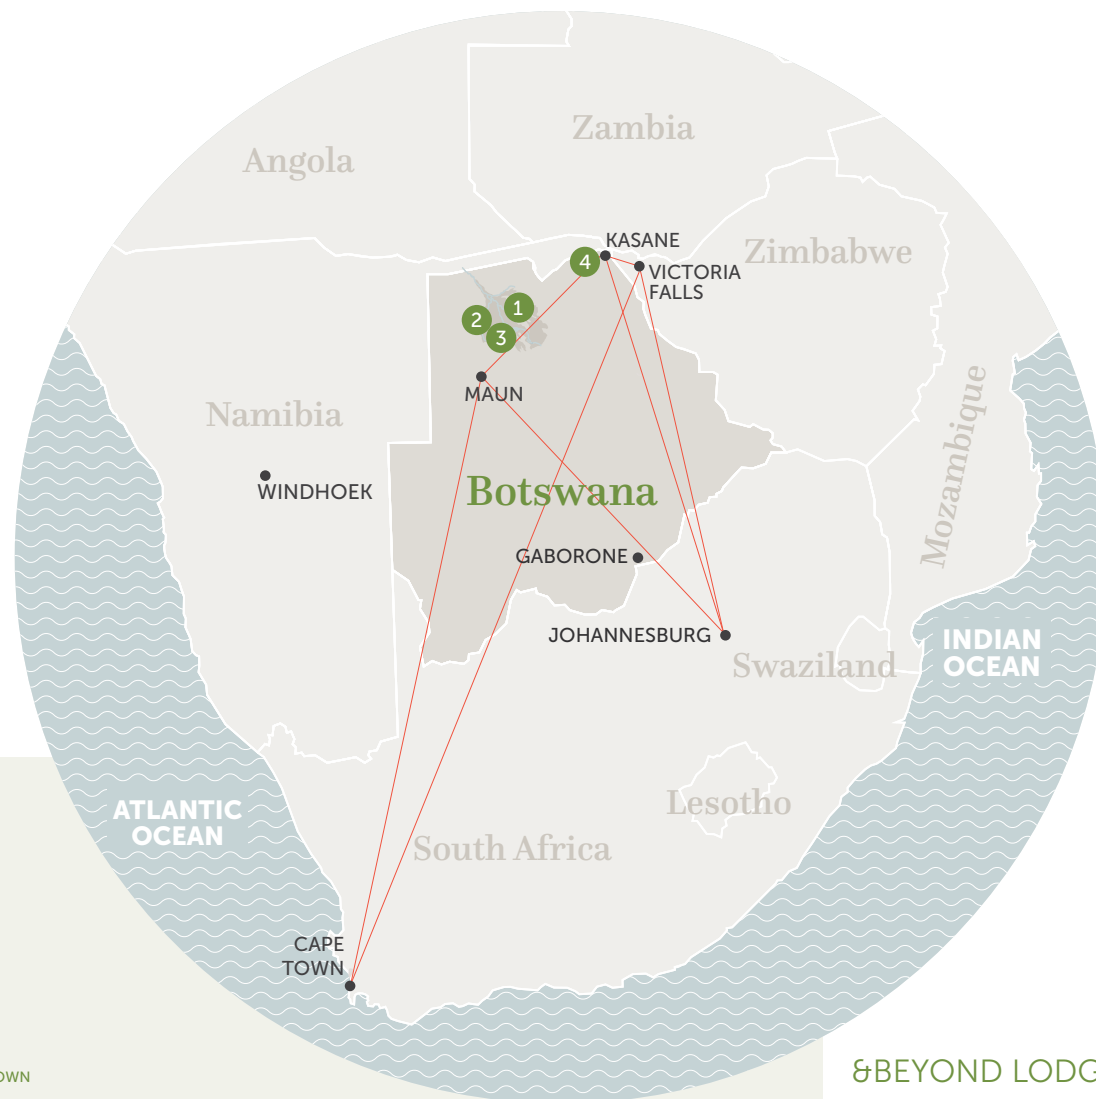 Zambia
Angola
KASANE
Zimbabwe
4
VICTORIA
FALLS
1
2
3
MAUN
Namibia
Mozambique
WINDHOEK
Botswana
GABORONE
JOHANNESBURG
INDIAN
OCEAN
Swaziland
ATLANTIC
OCEAN
Lesotho
South Africa
CAPE
TOWN
OWN
&BEYOND LODG